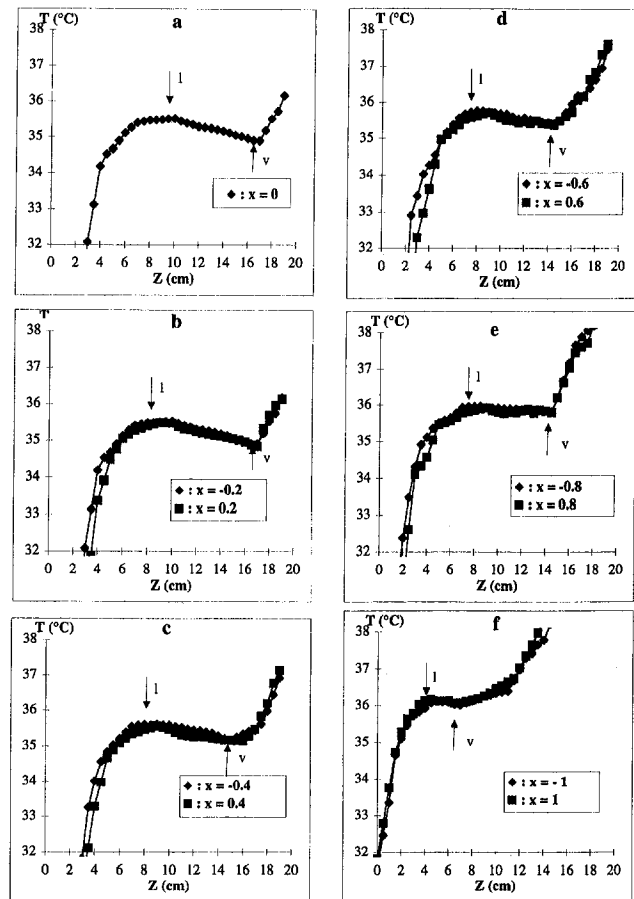 T (°C)
a
38
37
36
35
34
33
32
l
v
◆ : x = 0
0 2 4 6 8 10 12 14 16 18 20
Z (cm)
T
b
38
37
36
35
34
33
32
l
v
◆ : x = -0.2
■ : x = 0.2
0 2 4 6 8 10 12 14 16 18 20
Z (cm)
T (°C)
c
38
37
36
35
34
33
32
l
v
◆ : x = -0.4
■ : x = 0.4
0 2 4 6 8 10 12 14 16 18 20
Z (cm)
T (°C)
d
38
37
36
35
34
33
32
l
v
◆ : x = -0.6
■ : x = 0.6
0 2 4 6 8 10 12 14 16 18 20
Z (cm)
T (°C)
e
38
37
36
35
34
33
32
l
v
◆ : x = -0.8
■ : x = 0.8
0 2 4 6 8 10 12 14 16 18 20
Z (cm)
T (°C)
f
38
37
36
35
34
33
32
l
v
◆ : x = - 1
■ : x = 1
0 2 4 6 8 10 12 14 16 18 20
Z (cm)